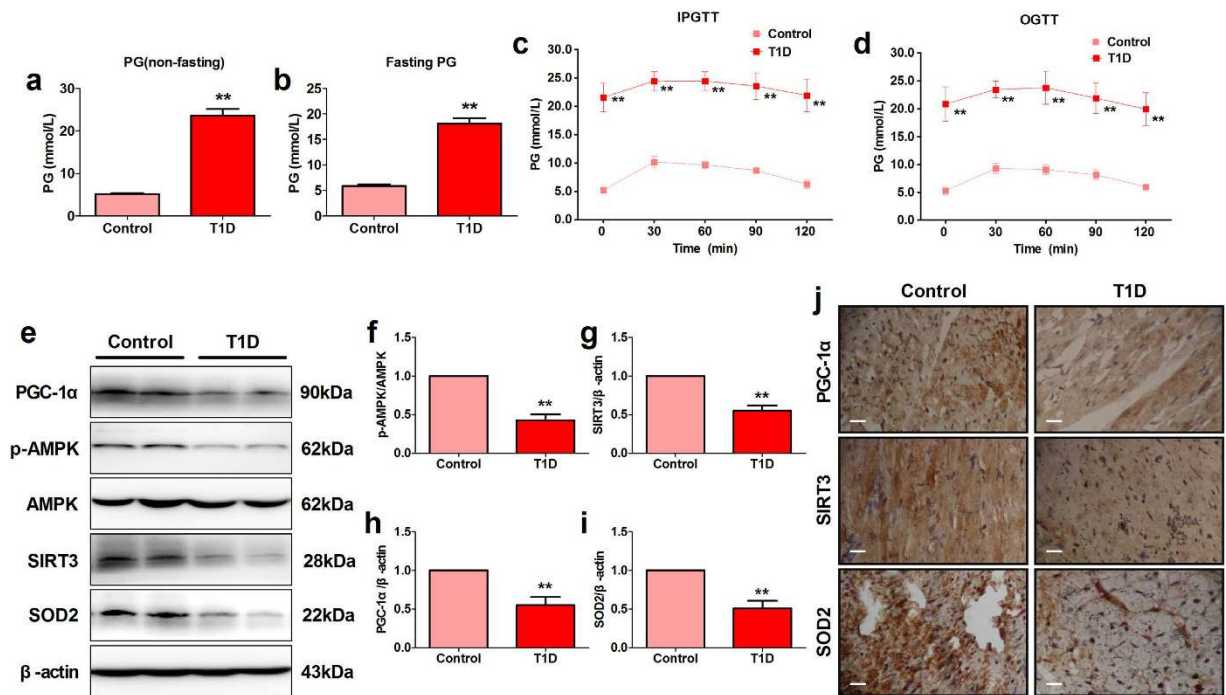 a
PG(non-fasting)
PG (mmol/L)
30
20
10
0
**
Control
T1D
b
Fasting PG
PG (mmol/L)
25
20
15
10
5
0
**
Control
T1D
c
IPGTT
Control
T1D
PG (mmol/L)
30.0
25.0
20.0
15.0
10.0
5.0
0.0
** ** ** ** **
0 30 60 90 120
Time (min)
d
OGTT
Control
T1D
PG (mmol/L)
30.0
25.0
20.0
15.0
10.0
5.0
0.0
** ** ** ** **
0 30 60 90 120
Time (min)
e
Control T1D
PGC-1α 90kDa
p-AMPK 62kDa
AMPK 62kDa
SIRT3 28kDa
SOD2 22kDa
β -actin 43kDa
f
p-AMPK/AMPK
1.5
1.0
0.5
0.0
**
Control T1D
g
SIRT3/β -actin
1.5
1.0
0.5
0.0
**
Control T1D
h
PGC-1α /β -actin
1.5
1.0
0.5
0.0
**
Control T1D
i
SOD2/β -actin
1.5
1.0
0.5
0.0
**
Control T1D
j
Control T1D
PGC-1α
SIRT3
SOD2